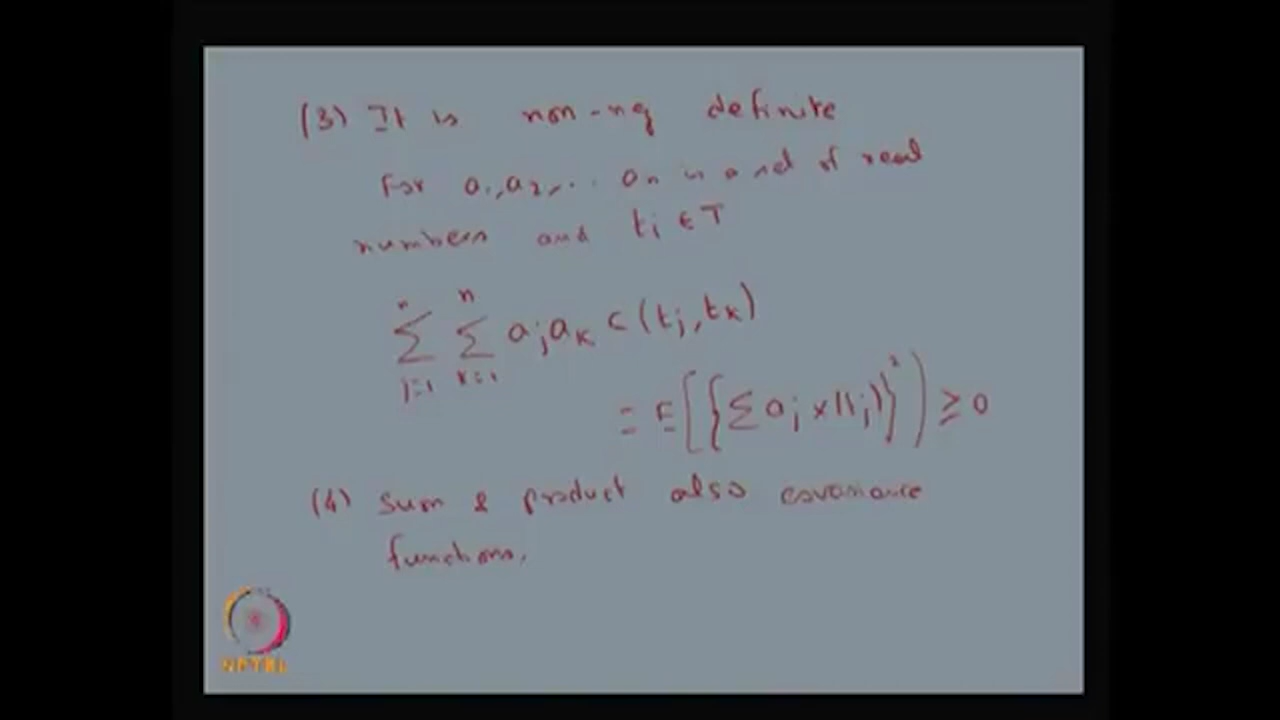 (3) It is non-neg definite
For a1, a2, ... an is a set of real
numbers and ti ∈ T
n n
∑ ∑ aj ak c(tj, tk)
j=1 k=1
= E[{∑ aj x(tj)}²] ≥ 0
(4) Sum & product also covariance
functions.
NPTEL